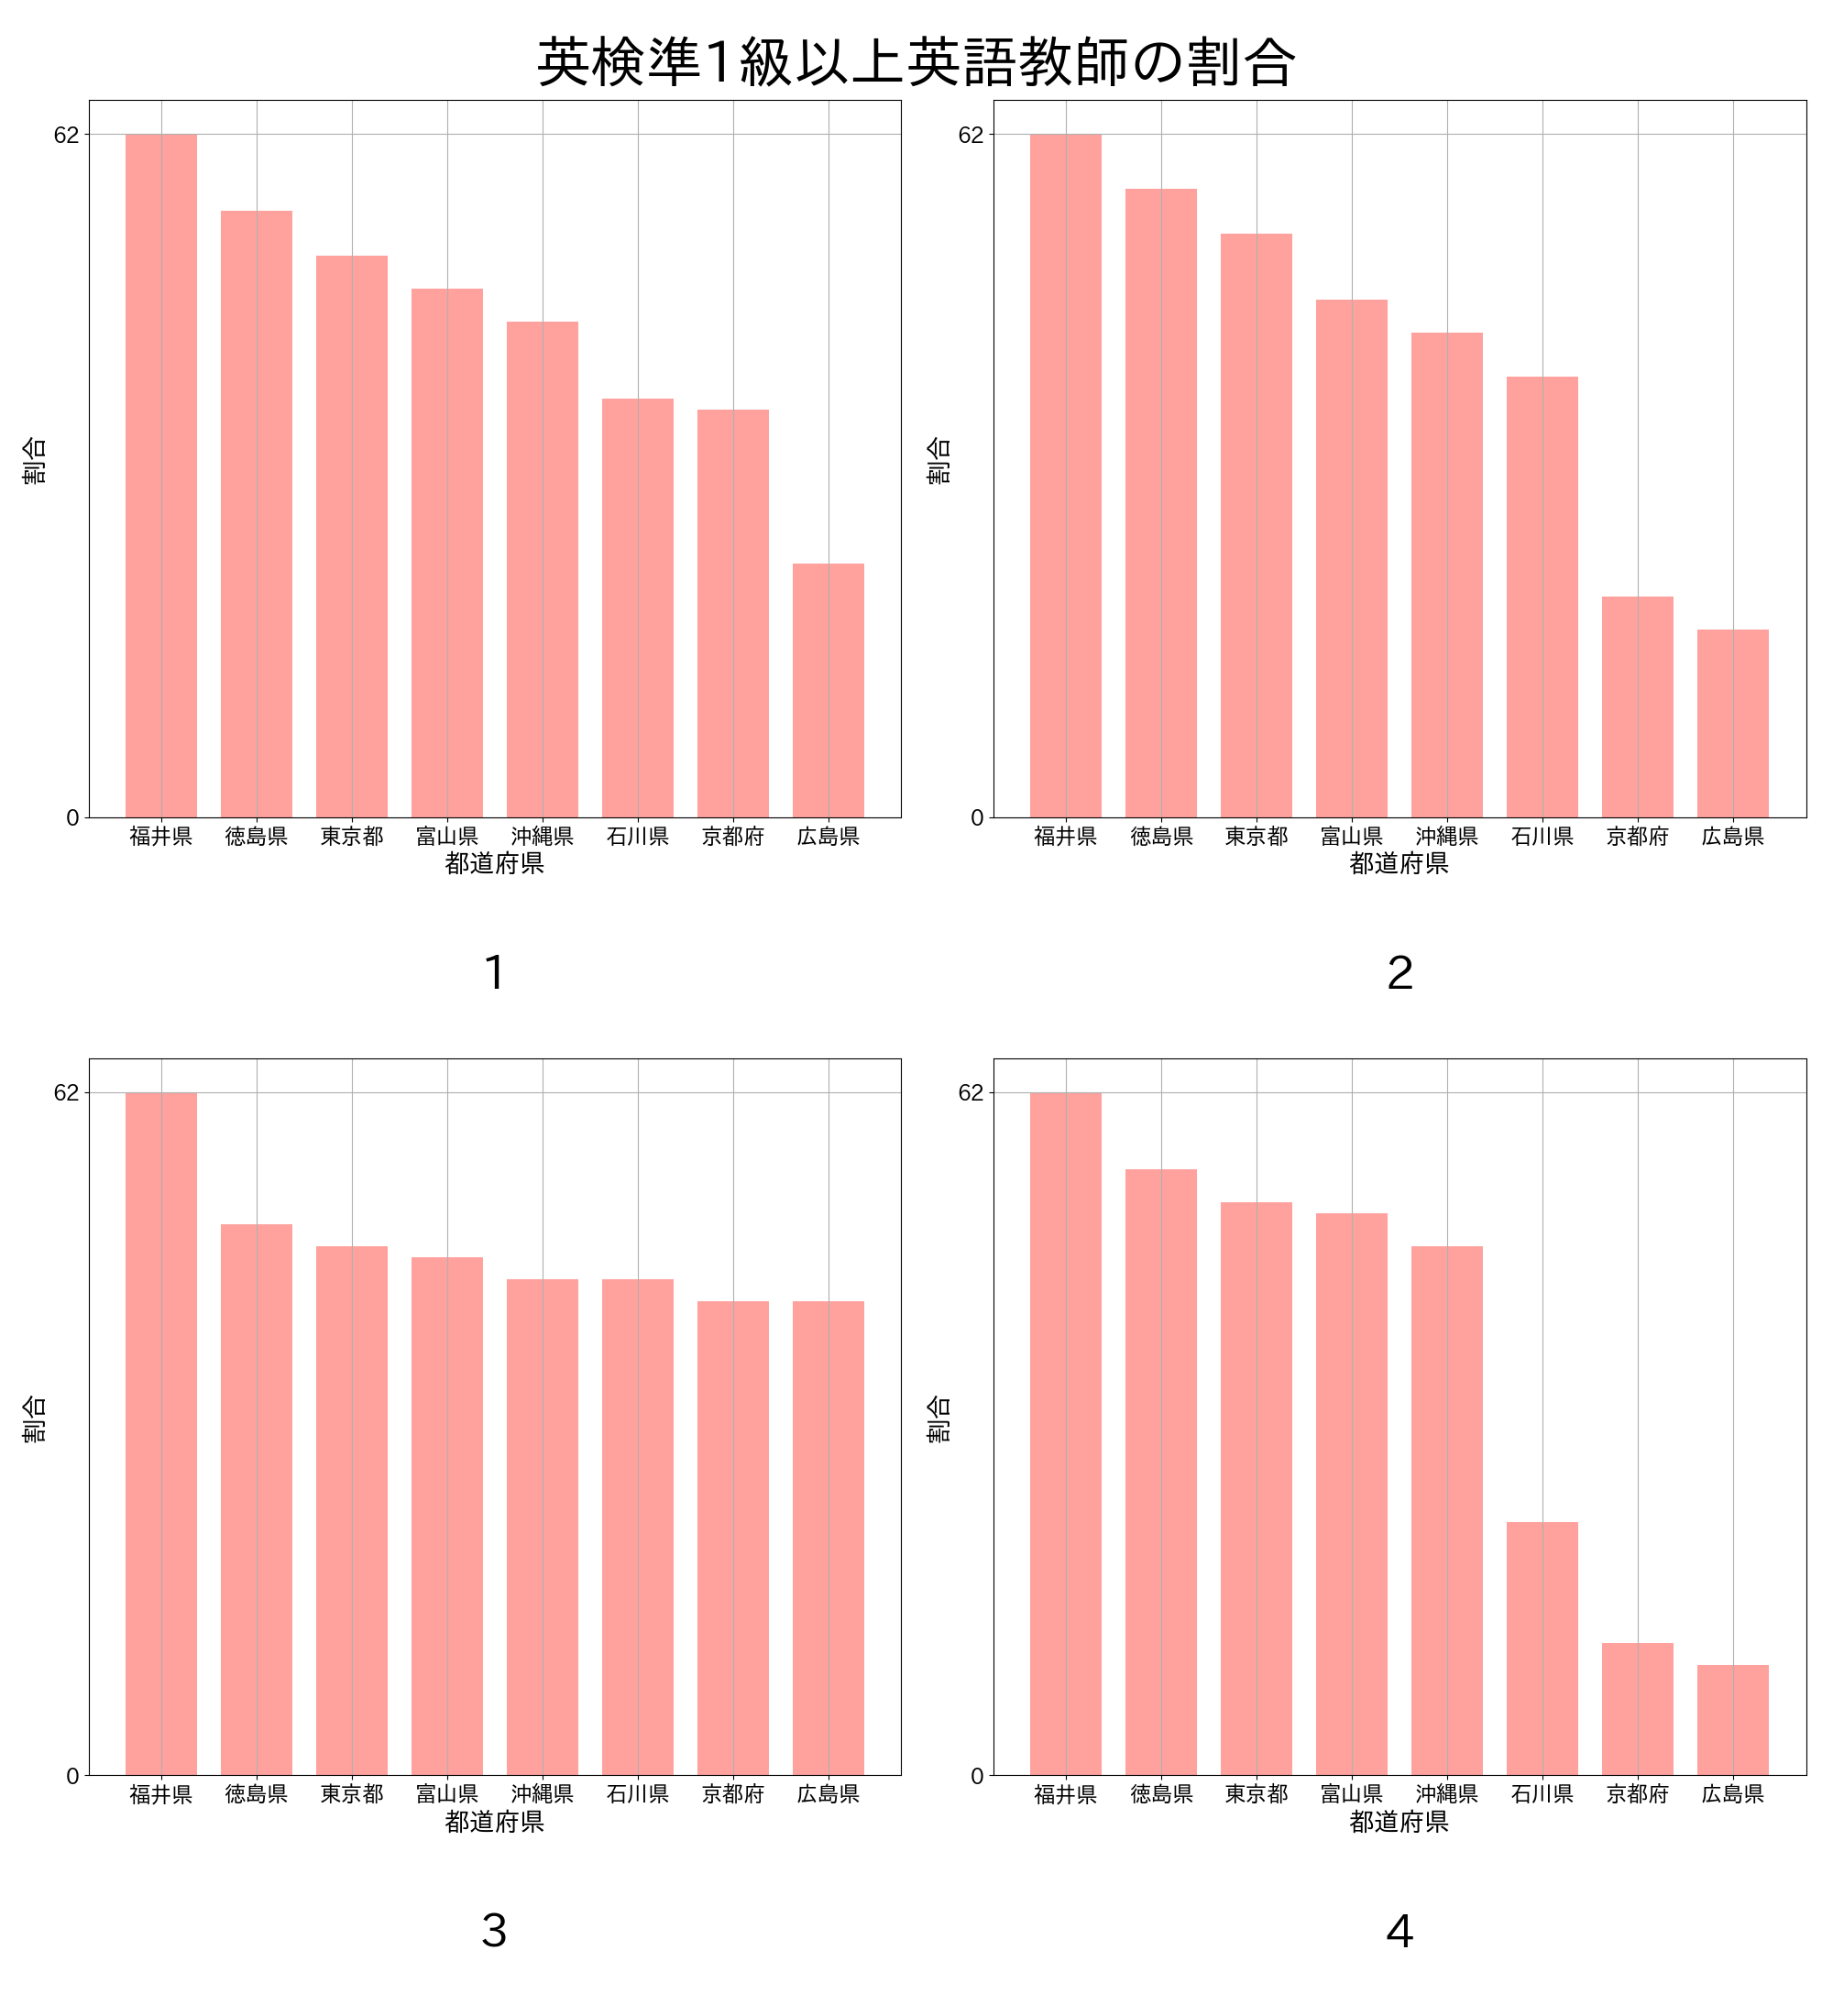 英検準1級以上英語教師の割合
62
0
割合
福井県 徳島県 東京都 富山県 沖縄県 石川県 京都府 広島県
都道府県
1
62
0
割合
福井県 徳島県 東京都 富山県 沖縄県 石川県 京都府 広島県
都道府県
2
62
0
割合
福井県 徳島県 東京都 富山県 沖縄県 石川県 京都府 広島県
都道府県
3
62
0
割合
福井県 徳島県 東京都 富山県 沖縄県 石川県 京都府 広島県
都道府県
4